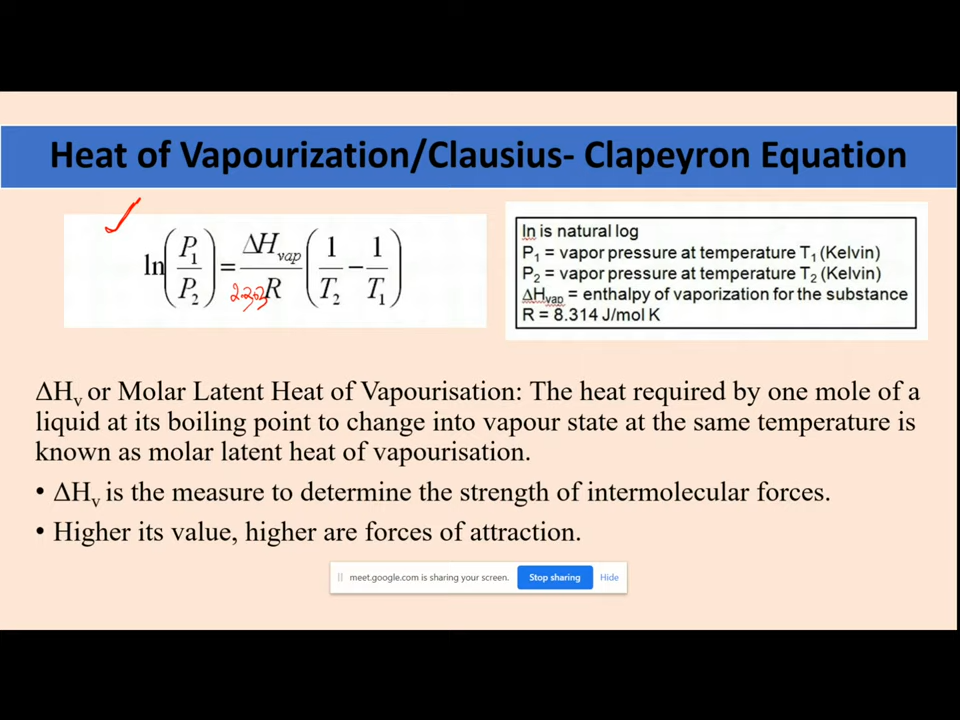 Heat of Vapourization/Clausius- Clapeyron Equation
ln(P₁/P₂) = ΔHvap/2.303R (1/T₂ − 1/T₁)
ln is natural log
P₁ = vapor pressure at temperature T₁ (Kelvin)
P₂ = vapor pressure at temperature T₂ (Kelvin)
ΔHvap = enthalpy of vaporization for the substance
R = 8.314 J/mol K
ΔHv or Molar Latent Heat of Vapourisation: The heat required by one mole of a
liquid at its boiling point to change into vapour state at the same temperature is
known as molar latent heat of vapourisation.
• ΔHv is the measure to determine the strength of intermolecular forces.
• Higher its value, higher are forces of attraction.
meet.google.com is sharing your screen. Stop sharing Hide